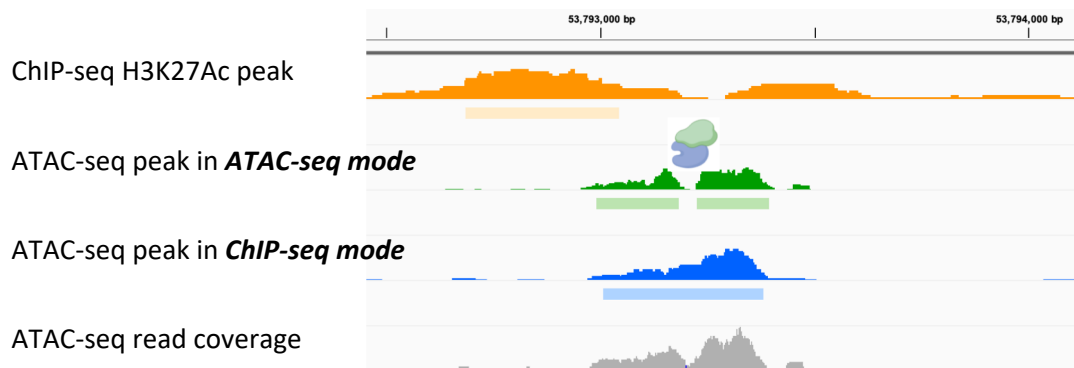 53,793,000 bp 53,794,000 bp
ChIP-seq H3K27Ac peak
ATAC-seq peak in ATAC-seq mode
ATAC-seq peak in ChIP-seq mode
ATAC-seq read coverage